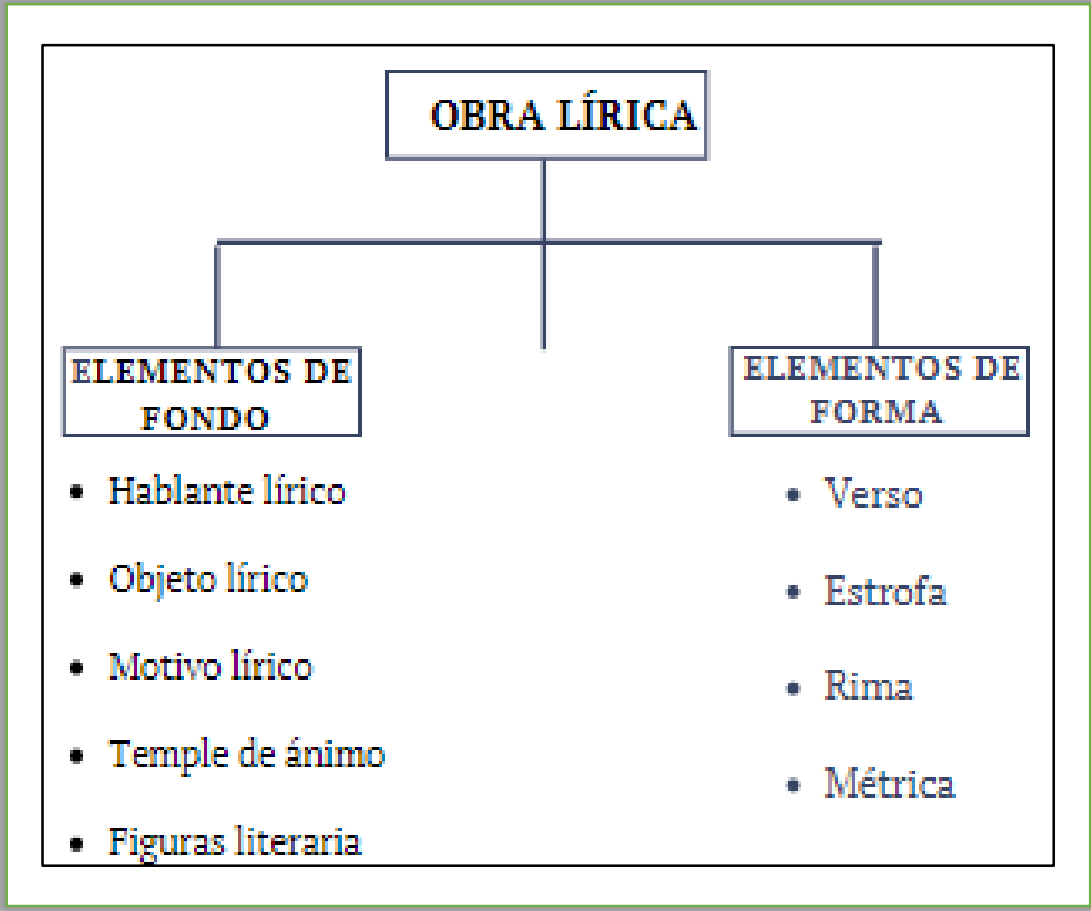 OBRA LÍRICA
ELEMENTOS DE
FONDO
• Hablante lírico
• Objeto lírico
• Motivo lírico
• Temple de ánimo
• Figuras literaria
ELEMENTOS DE
FORMA
• Verso
• Estrofa
• Rima
• Métrica